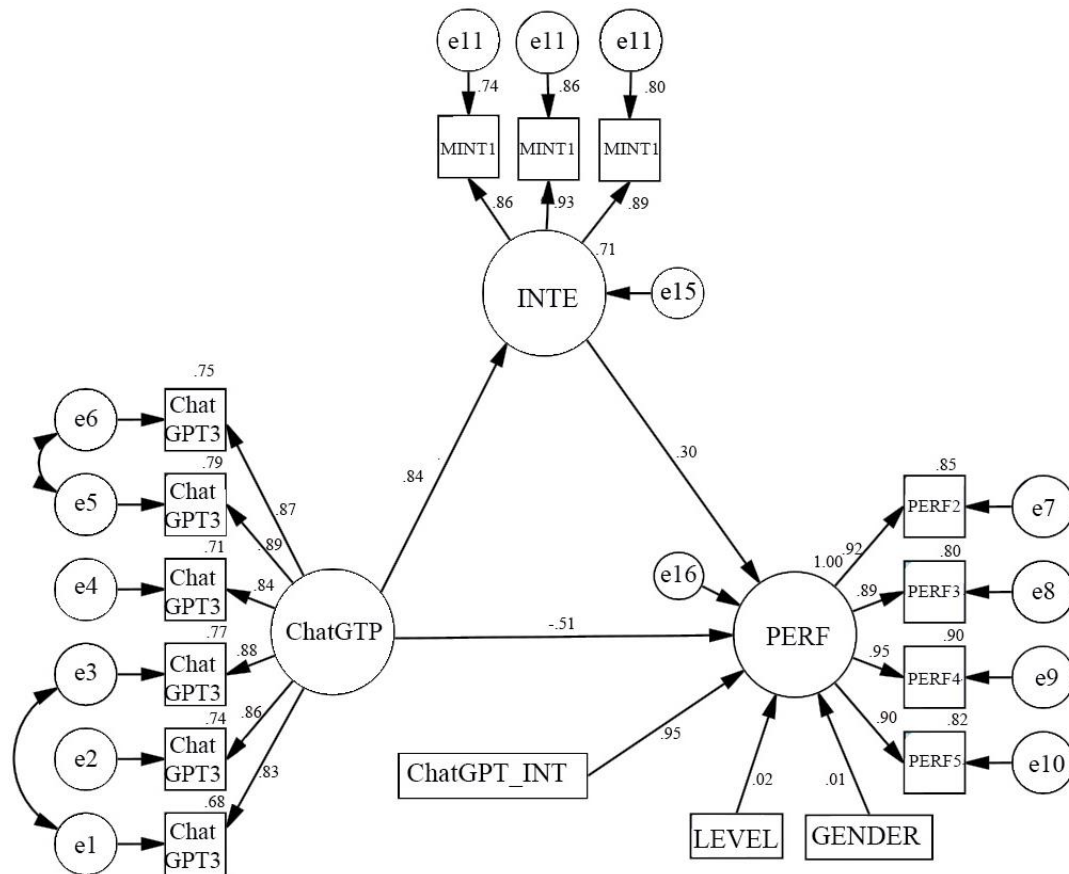 e11 e11 e11
.74 .86 .80
MINT1 MINT1 MINT1
.86 .93 .89
.71
INTE e15
.75
e6 Chat
GPT3
.79
e5 Chat
GPT3
.87
.89
.71
e4 Chat
GPT3
.84
.77
e3 Chat
GPT3
.88
.74
e2 Chat
GPT3
.86
.83
.68
e1 Chat
GPT3
ChatGTP
.84
.30
-.51
e16
1.00
PERF
.92
.89
.95
.90
.85
PERF2 e7
.80
PERF3 e8
.90
PERF4 e9
.82
PERF5 e10
ChatGPT_INT
.95
.02 .01
LEVEL GENDER